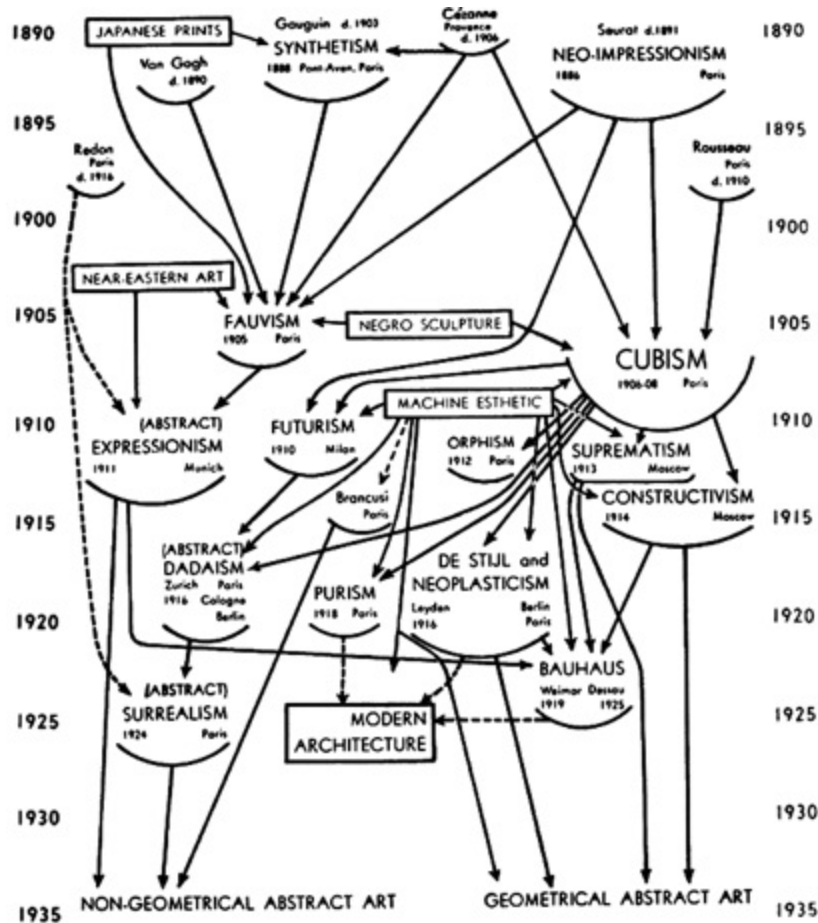 1890
JAPANESE PRINTS
Gauguin d. 1903
SYNTHETISM
1888 Pont-Aven, Paris
Cézanne
Provence
d. 1906
Seurat d.1891
NEO-IMPRESSIONISM
1886 Paris
1890
Van Gogh
d. 1890
1895
1895
Redon
Paris
d. 1916
Rousseau
Paris
d. 1910
1900
1900
NEAR-EASTERN ART
1905
FAUVISM
1905 Paris
NEGRO SCULPTURE
1905
CUBISM
1906-08 Paris
MACHINE ESTHETIC
1910
(ABSTRACT)
EXPRESSIONISM
1911 Munich
FUTURISM
1910 Milan
ORPHISM
1912 Paris
SUPREMATISM
1913 Moscow
1910
Brancusi
Paris
CONSTRUCTIVISM
1914 Moscow
1915
1915
(ABSTRACT)
DADAISM
Zurich Paris
1916 Cologne
Berlin
PURISM
1918 Paris
DE STIJL and
NEOPLASTICISM
Leyden Berlin
1916 Paris
1920
1920
BAUHAUS
Weimar Dessau
1919 1925
(ABSTRACT)
SURREALISM
1924 Paris
MODERN
ARCHITECTURE
1925
1925
1930
1930
1935
NON-GEOMETRICAL ABSTRACT ART
GEOMETRICAL ABSTRACT ART
1935